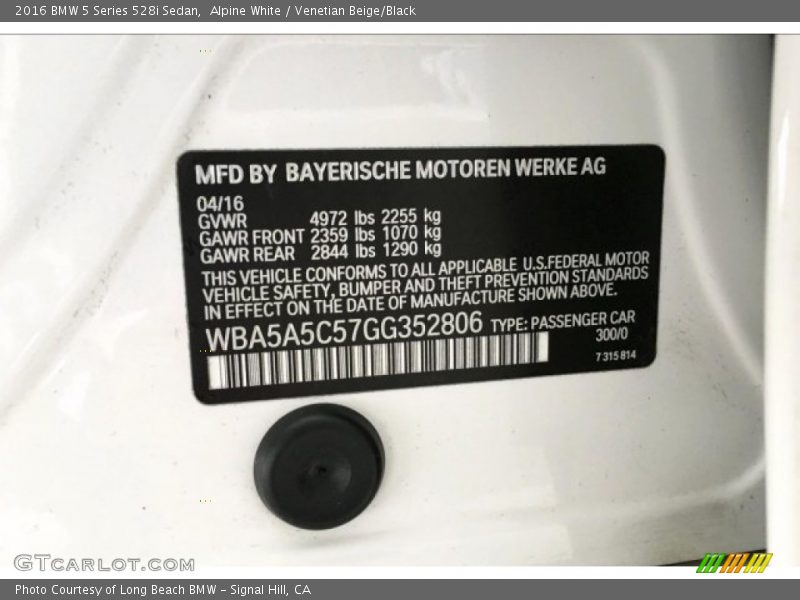 2016 BMW 5 Series 528i Sedan,  Alpine White / Venetian Beige/Black
MFD BY BAYERISCHE MOTOREN WERKE AG
04/16
GVWR 4972 lbs 2255 kg
GAWR FRONT 2359 lbs 1070 kg
GAWR REAR 2844 lbs 1290 kg
THIS VEHICLE CONFORMS TO ALL APPLICABLE U.S.FEDERAL MOTOR
VEHICLE SAFETY, BUMPER AND THEFT PREVENTION STANDARDS
IN EFFECT ON THE DATE OF MANUFACTURE SHOWN ABOVE.
WBA5A5C57GG352806 TYPE: PASSENGER CAR
300/0
7 315 814
GTCARLOT.COM
Photo Courtesy of Long Beach BMW - Signal Hill, CA